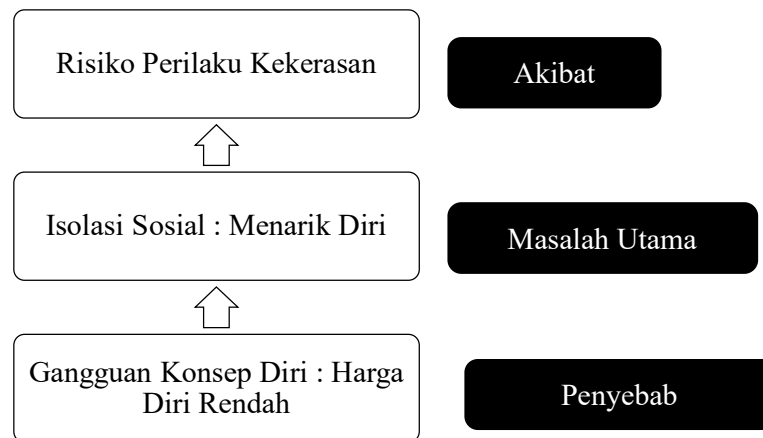 Risiko Perilaku Kekerasan
Akibat
Isolasi Sosial : Menarik Diri
Masalah Utama
Gangguan Konsep Diri : Harga
Diri Rendah
Penyebab